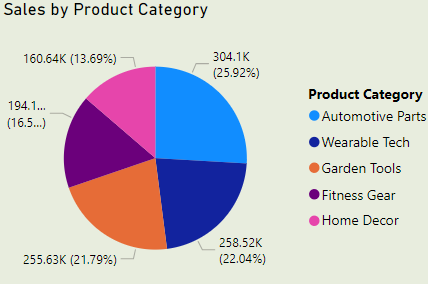 Sales by Product Category
160.64K (13.69%)
304.1K
(25.92%)
194.1...
(16.5...)
255.63K (21.79%)
258.52K
(22.04%)
Product Category
Automotive Parts
Wearable Tech
Garden Tools
Fitness Gear
Home Decor